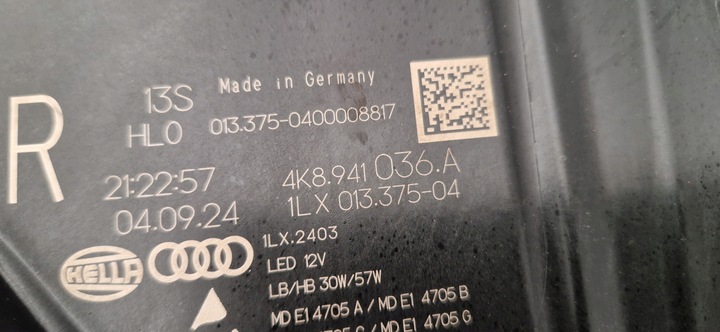 R
13S
Made in Germany
HL0 013.375-0400008817
21:22:57
4K8.941 036.A
04.09.24
1LX 013.375-04
HELLA
1LX.2403
LED 12V
LB/HB 30W/57W
MD E1 4705 A / MD E1 4705 B
4705 G